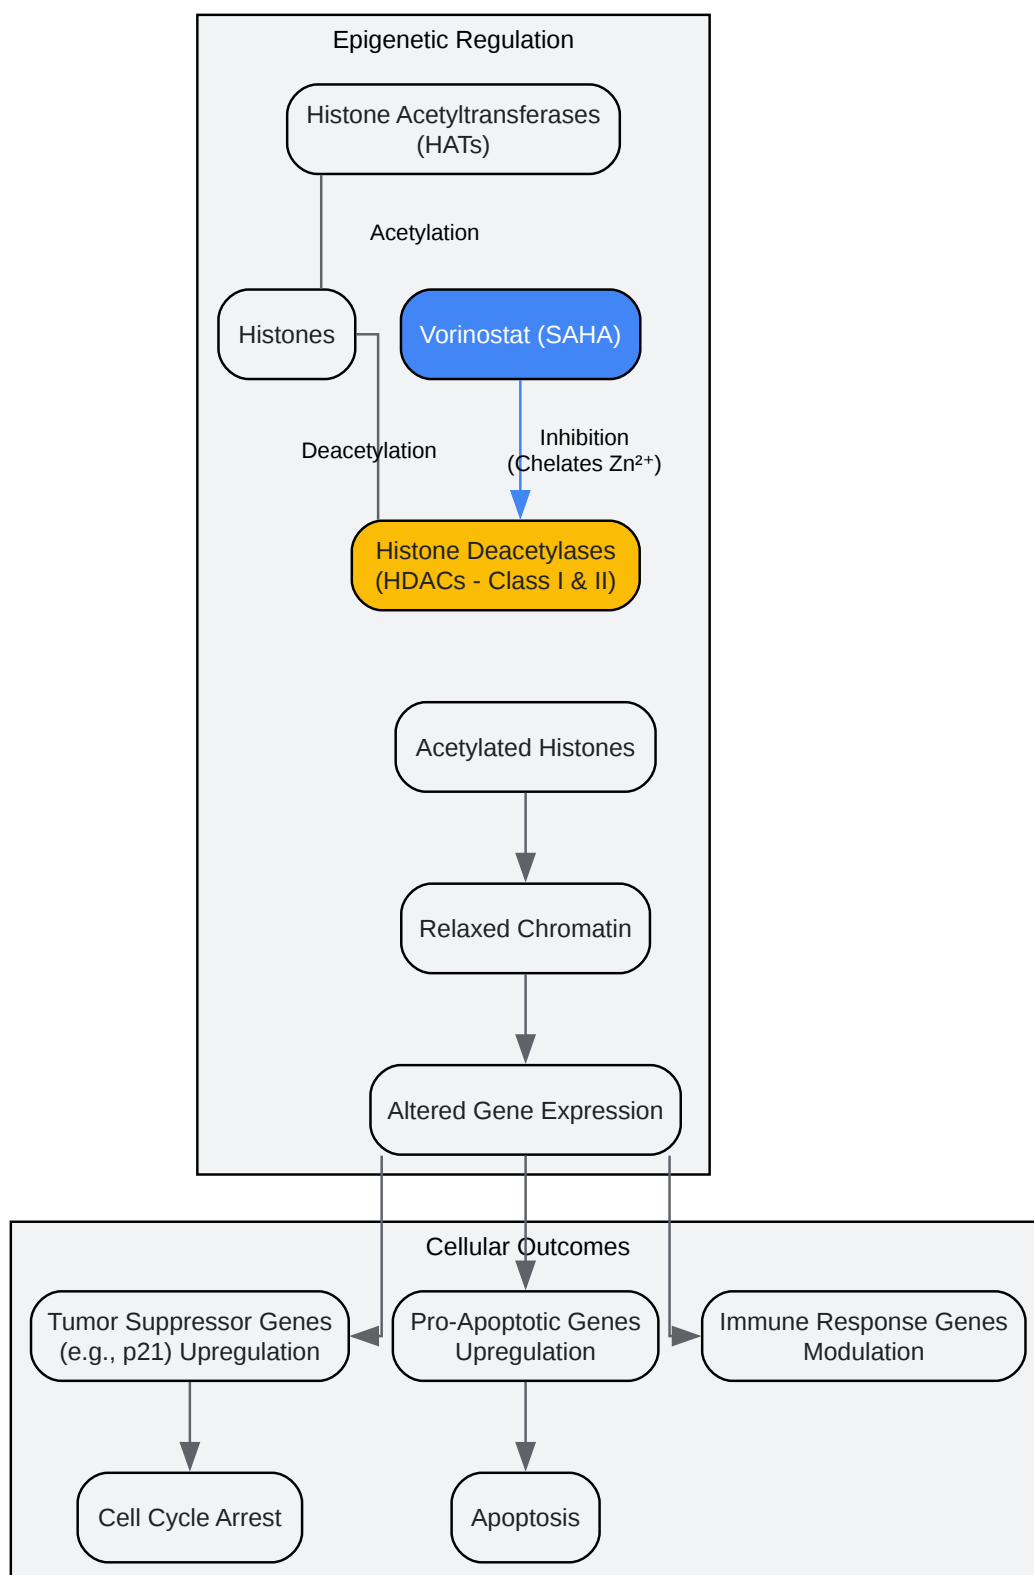 Epigenetic Regulation
Histone Acetyltransferases
(HATs)
Acetylation
Histones
Vorinostat (SAHA)
Deacetylation
Inhibition
(Chelates Zn²⁺)
Histone Deacetylases
(HDACs - Class I & II)
Acetylated Histones
Relaxed Chromatin
Altered Gene Expression
Cellular Outcomes
Tumor Suppressor Genes
(e.g., p21) Upregulation
Pro-Apoptotic Genes
Upregulation
Immune Response Genes
Modulation
Cell Cycle Arrest
Apoptosis